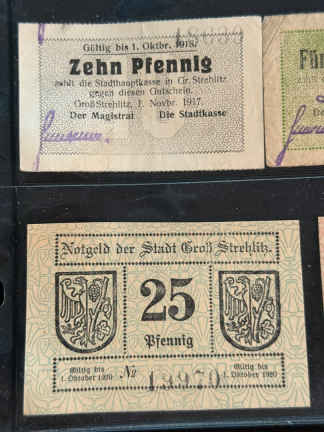 Gültig bis 1. Oktbr. 1918.
Zehn Pfennig
zahlt die Stadthauptkasse in Gr. Strehlitz
gegen diesen Gutschein.
Groß Strehlitz, 1. Novbr. 1917.
Der Magistrat Die Stadtkasse
Fün
De
Notgeld der Stadt Groß Strehlitz.
25
Pfennig
Gültig bis
1. Oktober 1920
No 13970
Gültig bis
1. Oktober 1920